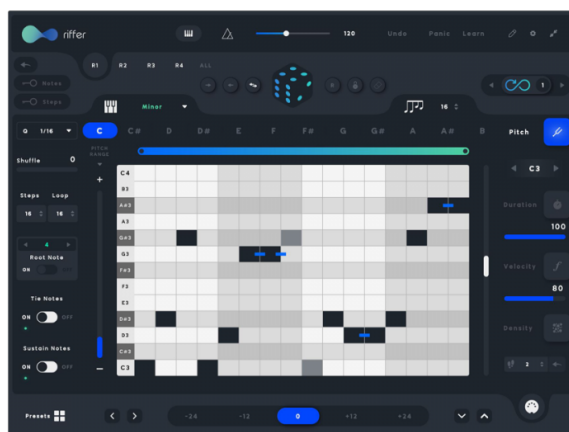 riffer
120
Undo Panic Learn
R1 R2 R3 R4 ALL
Notes
Steps
Minor
16
1
Q 1/16
C C# D D# E F F# G G# A A# B
Pitch
Shuffle 0
PITCH RANGE
+
C3
Steps Loop
16 16
Duration
100
4
Root Note
ON OFF
Velocity
80
Tie Notes
ON OFF
Density
Sustain Notes
ON OFF
2
C4
B3
A#3
A3
G#3
G3
F#3
F3
E3
D#3
D3
C#3
C3
Presets
-24 -12 0 +12 +24